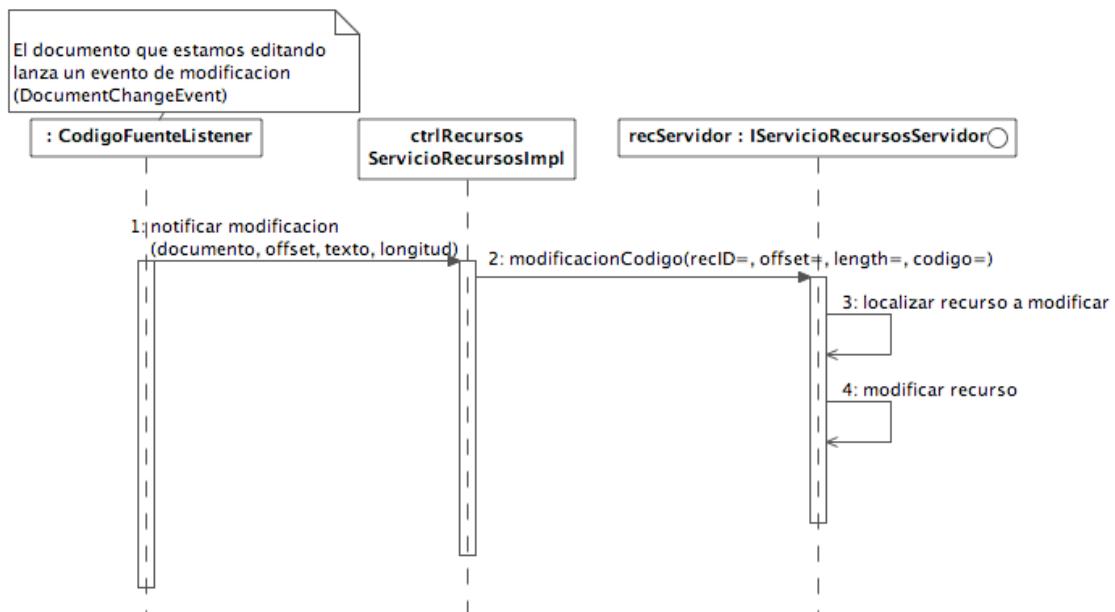 El documento que estamos editando
lanza un evento de modificacion
(DocumentChangeEvent)
: CodigoFuenteListener
ctrlRecursos
ServicioRecursosImpl
recServidor : IServicioRecursosServidor
1: notificar modificacion
(documento, offset, texto, longitud)
2: modificacionCodigo(recID=, offset=, length=, codigo=)
3: localizar recurso a modificar
4: modificar recurso